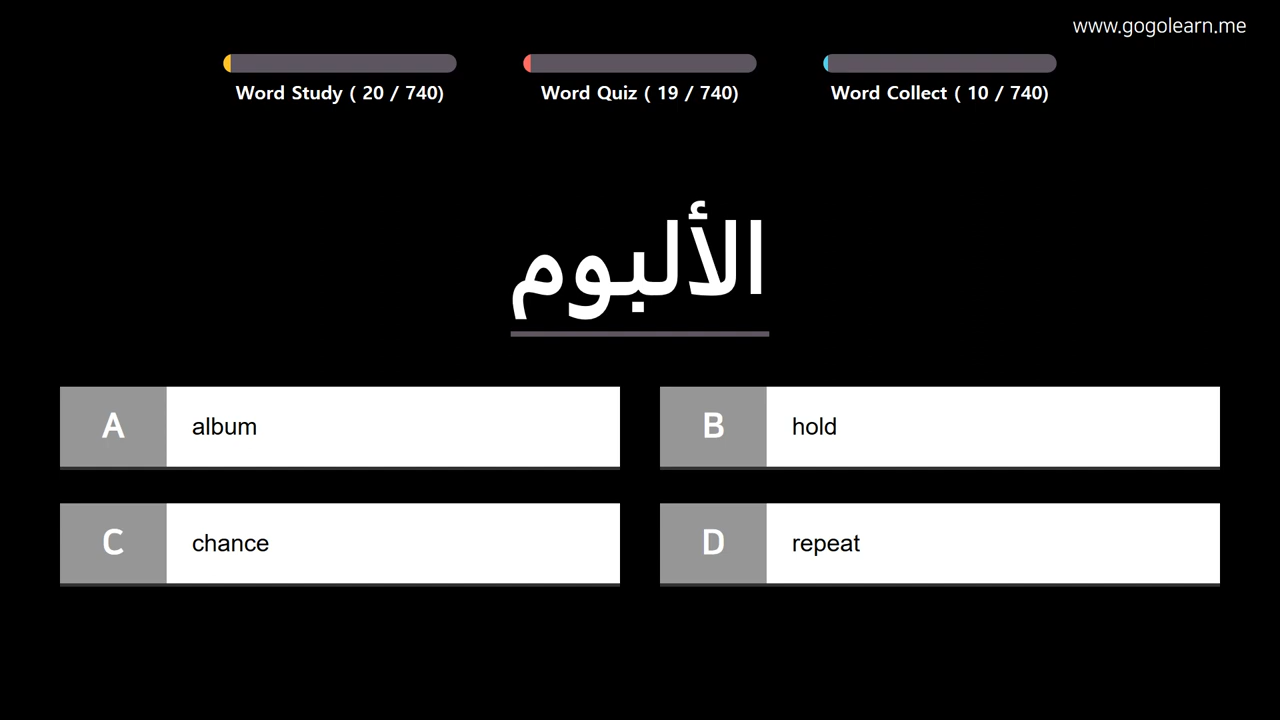 www.gogolearn.me
Word Study ( 20 / 740)
Word Quiz ( 19 / 740)
Word Collect ( 10 / 740)
الألبوم
A album
B hold
C chance
D repeat